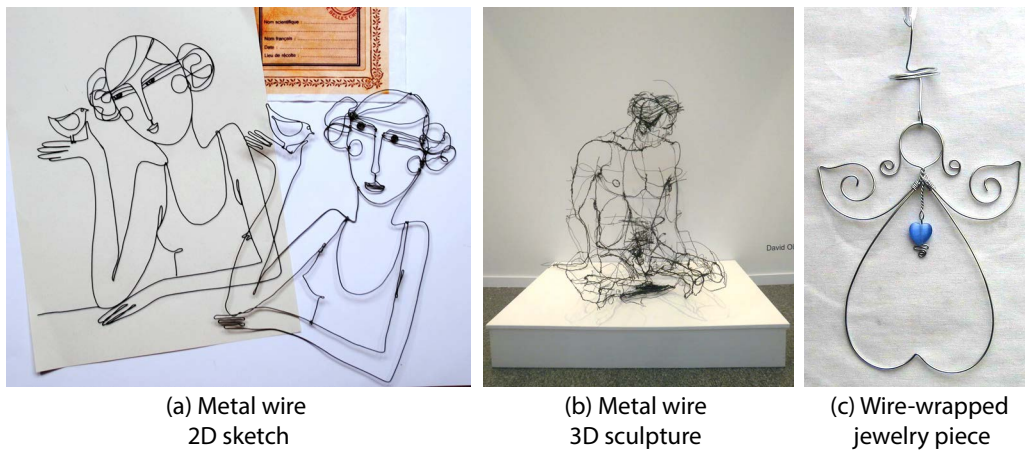 Nom scientifique
Nom français :
Date :
Lieu de récolte :
David Ol
(a) Metal wire
2D sketch
(b) Metal wire
3D sculpture
(c) Wire-wrapped
jewelry piece